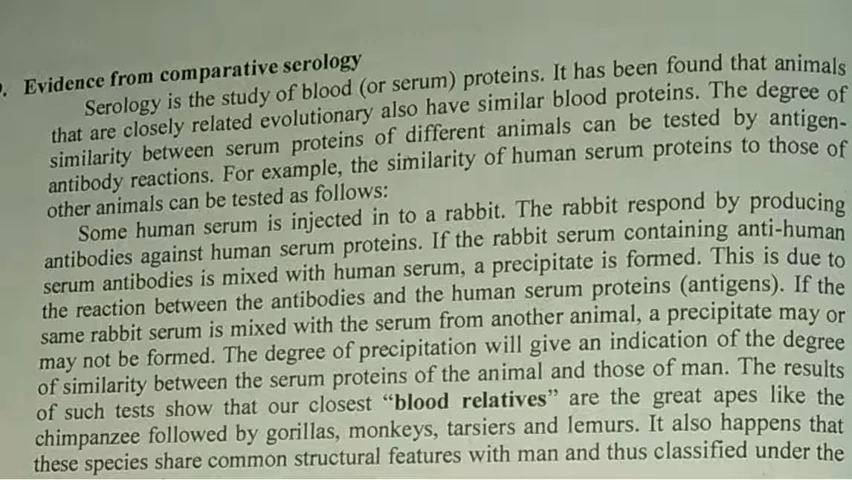 . Evidence from comparative serology
Serology is the study of blood (or serum) proteins. It has been found that animals
that are closely related evolutionary also have similar blood proteins. The degree of
similarity between serum proteins of different animals can be tested by antigen-
antibody reactions. For example, the similarity of human serum proteins to those of
other animals can be tested as follows:
Some human serum is injected in to a rabbit. The rabbit respond by producing
antibodies against human serum proteins. If the rabbit serum containing anti-human
serum antibodies is mixed with human serum, a precipitate is formed. This is due to
the reaction between the antibodies and the human serum proteins (antigens). If the
same rabbit serum is mixed with the serum from another animal, a precipitate may or
may not be formed. The degree of precipitation will give an indication of the degree
of similarity between the serum proteins of the animal and those of man. The results
of such tests show that our closest “blood relatives” are the great apes like the
chimpanzee followed by gorillas, monkeys, tarsiers and lemurs. It also happens that
these species share common structural features with man and thus classified under the